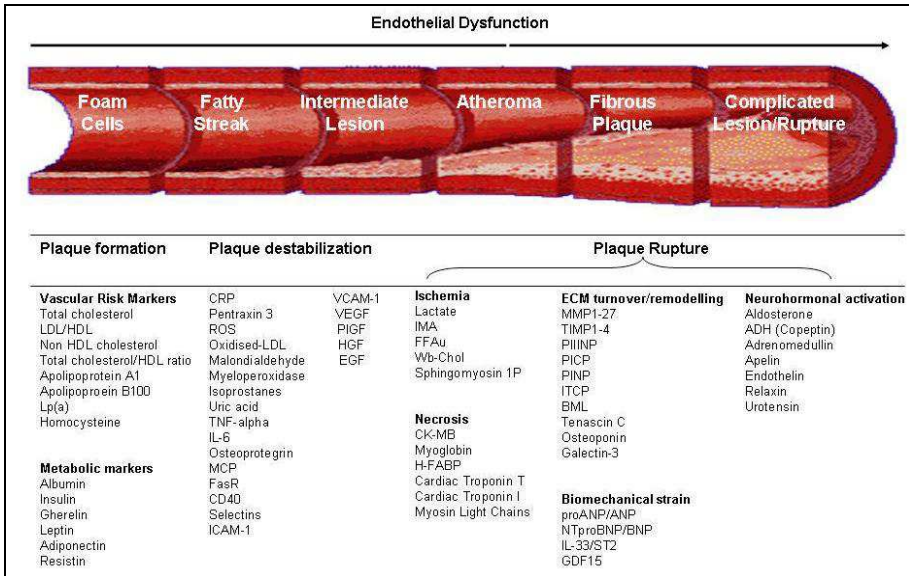 Endothelial Dysfunction
Foam Cells
Fatty Streak
Intermediate Lesion
Atheroma
Fibrous Plaque
Complicated Lesion/Rupture
Plaque formation
Plaque destabilization
Plaque Rupture
Vascular Risk Markers
Total cholesterol
LDL/HDL
Non HDL cholesterol
Total cholesterol/HDL ratio
Apolipoprotein A1
Apolipoproein B100
Lp(a)
Homocysteine
Metabolic markers
Albumin
Insulin
Gherelin
Leptin
Adiponectin
Resistin
CRP
Pentraxin 3
ROS
Oxidised-LDL
Malondialdehyde
Myeloperoxidase
Isoprostanes
Uric acid
TNF-alpha
IL-6
Osteoprotegrin
MCP
FasR
CD40
Selectins
ICAM-1
VCAM-1
VEGF
PIGF
HGF
EGF
Ischemia
Lactate
IMA
FFAu
Wb-Chol
Sphingomyosin 1P
Necrosis
CK-MB
Myoglobin
H-FABP
Cardiac Troponin T
Cardiac Troponin I
Myosin Light Chains
ECM turnover/remodelling
MMP1-27
TIMP1-4
PIIINP
PICP
PINP
ITCP
BML
Tenascin C
Osteoponin
Galectin-3
Biomechanical strain
proANP/ANP
NTproBNP/BNP
IL-33/ST2
GDF15
Neurohormonal activation
Aldosterone
ADH (Copeptin)
Adrenomedullin
Apelin
Endothelin
Relaxin
Urotensin